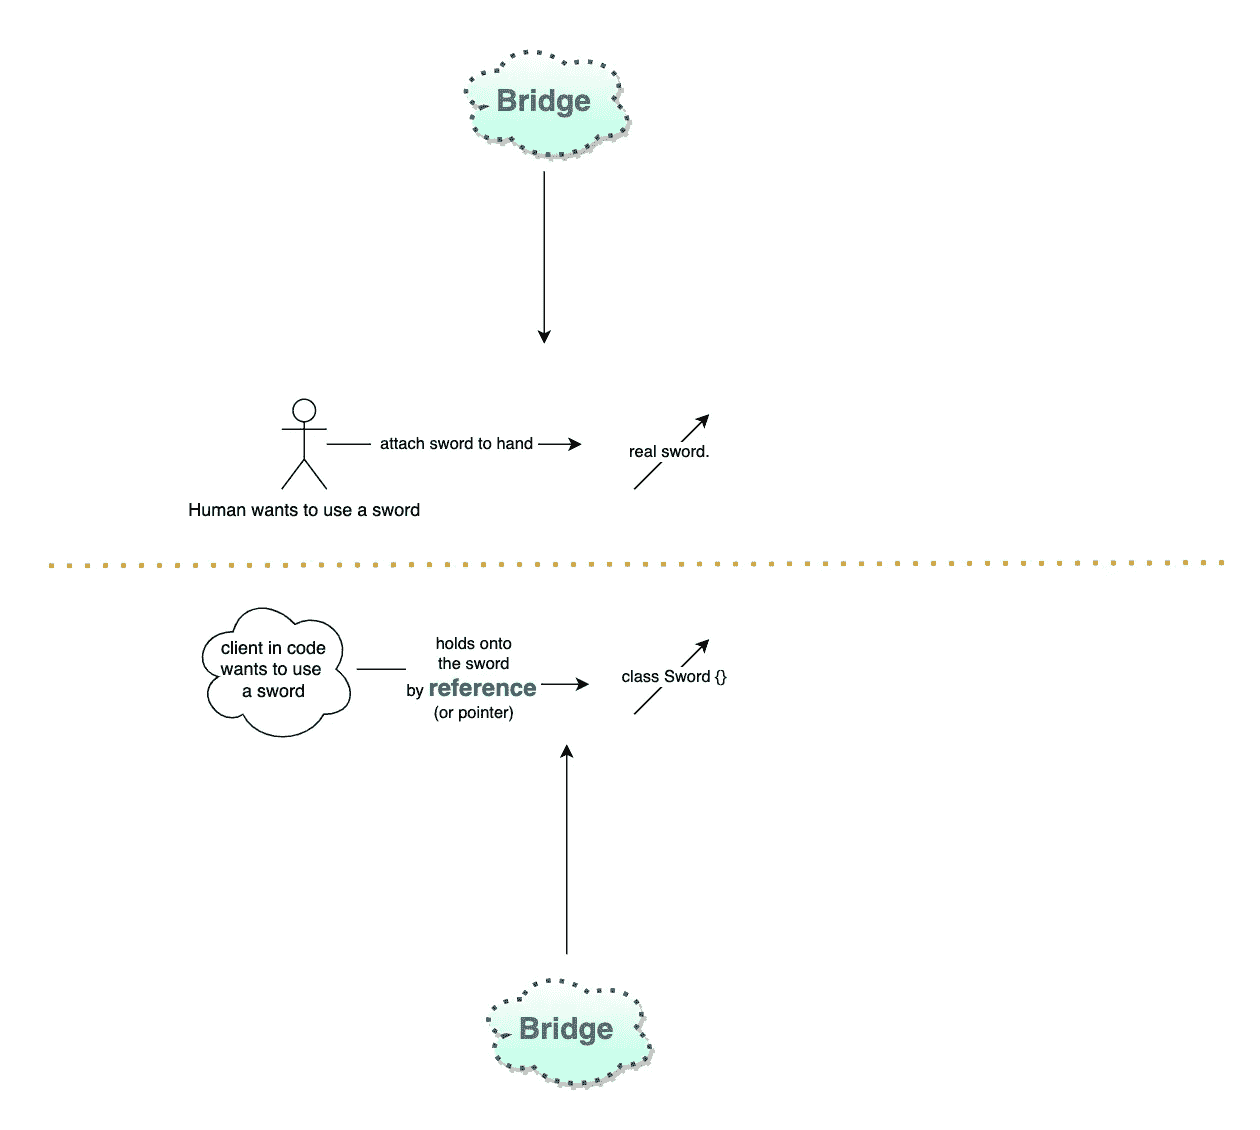 Bridge
attach sword to hand
real sword.
Human wants to use a sword
client in code
wants to use
a sword
holds onto
the sword
by reference
(or pointer)
class Sword {}
Bridge